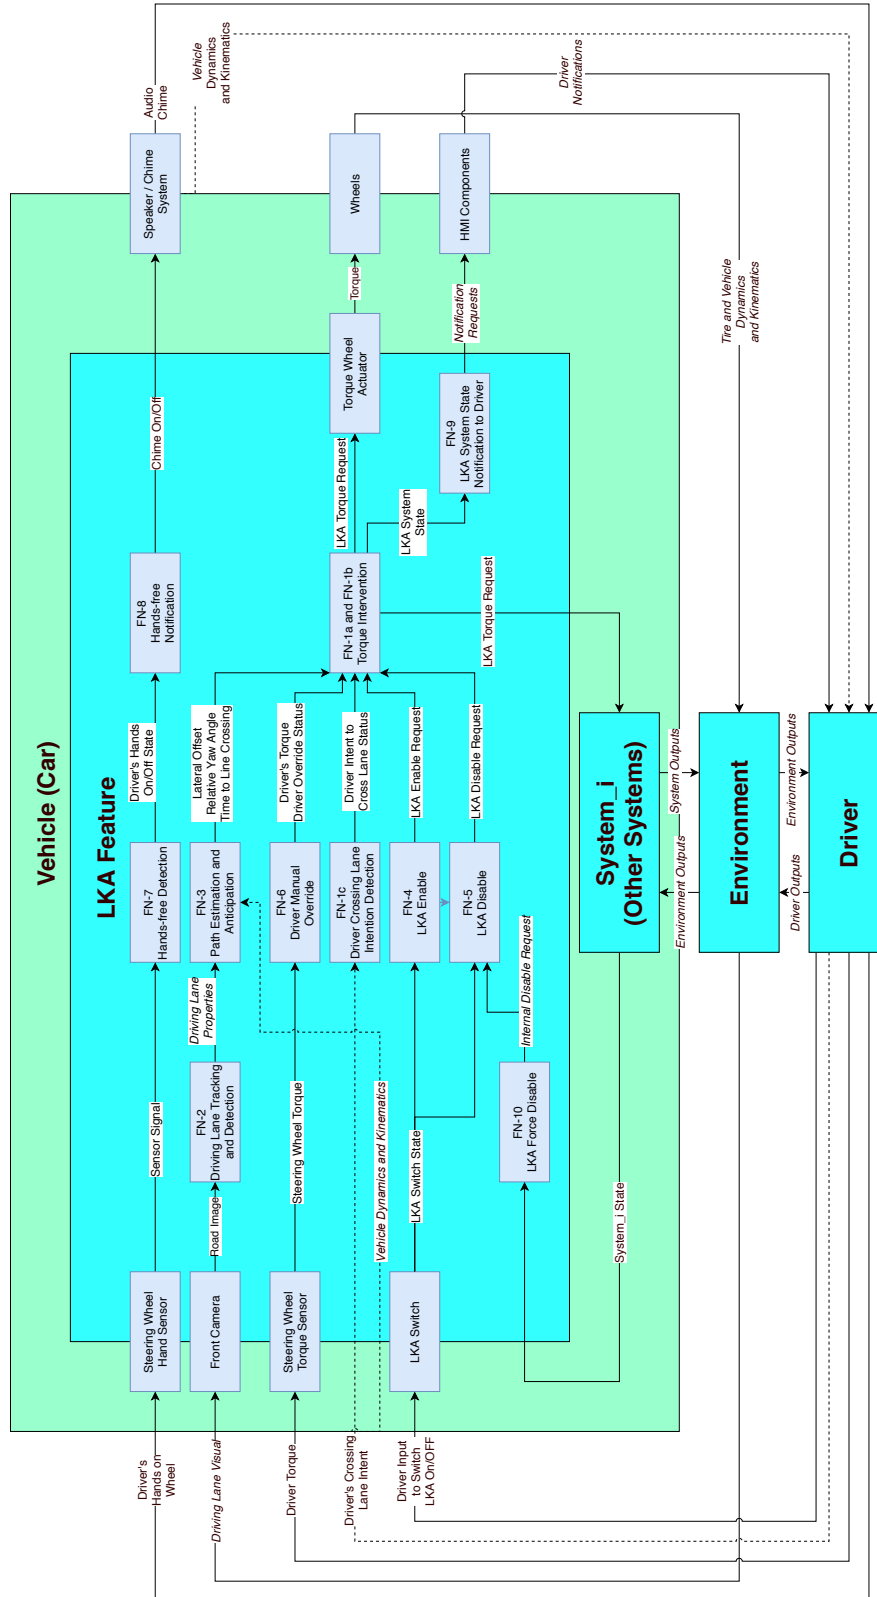 Vehicle (Car)
LKA Feature
Driver's
Hands on
Wheel
Steering Wheel
Hand Sensor
Sensor Signal
FN-7
Hands-free Detection
Driver's Hands
On/Off State
FN-8
Hands-free
Notification
Chime On/Off
Speaker / Chime
System
Audio
Chime
Vehicle
Dynamics
and Kinematics
Driving Lane Visual
Front Camera
Road Image
FN-2
Driving Lane Tracking
and Detection
Driving Lane
Properties
FN-3
Path Estimation and
Anticipation
Lateral Offset
Relative Yaw Angle
Time to Line Crossing
Driver Torque
Steering Wheel
Torque Sensor
Steering Wheel Torque
FN-6
Driver Manual
Override
Driver's Torque
Driver Override Status
Driver's Crossing
Lane Intent
Vehicle Dynamics and Kinematics
FN-1c
Driver Crossing Lane
Intention Detection
Driver Intent to
Cross Lane Status
FN-1a and FN-1b
Torque Intervention
LKA Torque Request
Torque Wheel
Actuator
Torque
Wheels
Driver Input
to Switch
LKA On/OFF
LKA Switch
LKA Switch State
FN-4
LKA Enable
LKA Enable Request
FN-5
LKA Disable
LKA Disable Request
LKA System
State
FN-9
LKA System State
Notification to Driver
Notification
Requests
HMI Components
Driver
Notifications
FN-10
LKA Force Disable
Internal Disable Request
LKA Torque Request
System_i State
System_i
(Other Systems)
Environment Outputs
System Outputs
Environment
Tire and Vehicle
Dynamics
and Kinematics
Driver Outputs
Environment Outputs
Driver